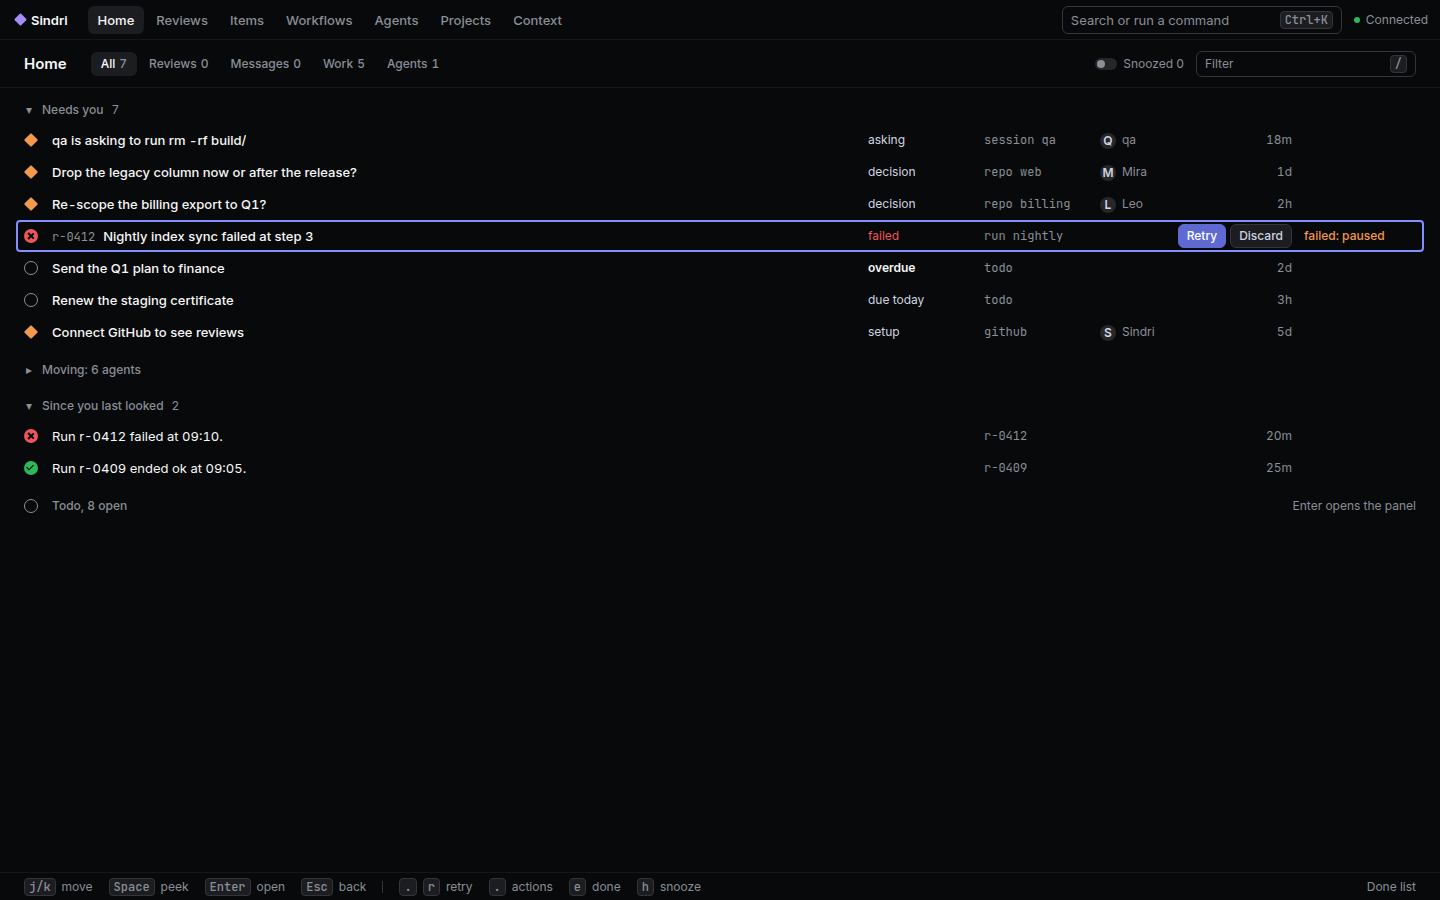 Sindri Home Reviews Items Workflows Agents Projects Context Search or run a command Ctrl+K Connected
Home All 7 Reviews 0 Messages 0 Work 5 Agents 1 Snoozed 0 Filter /
Needs you 7
qa is asking to run rm -rf build/ asking session qa Q qa 18m
Drop the legacy column now or after the release? decision repo web M Mira 1d
Re-scope the billing export to Q1? decision repo billing L Leo 2h
r-0412 Nightly index sync failed at step 3 failed run nightly Retry Discard failed: paused
Send the Q1 plan to finance overdue todo 2d
Renew the staging certificate due today todo 3h
Connect GitHub to see reviews setup github S Sindri 5d
Moving: 6 agents
Since you last looked 2
Run r-0412 failed at 09:10. r-0412 20m
Run r-0409 ended ok at 09:05. r-0409 25m
Todo, 8 open Enter opens the panel
j/k move Space peek Enter open Esc back . r retry . actions e done h snooze Done list